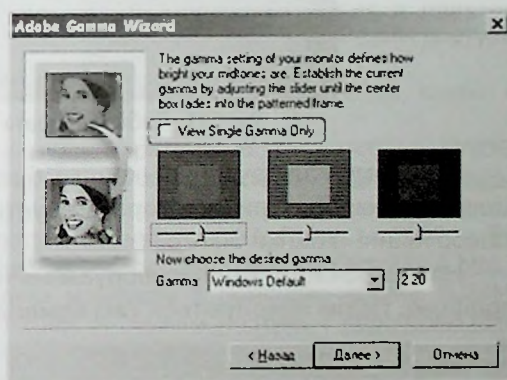 Adobe Gamma Wizard
The gamma setting of your monitor defines how
bright your midtones are. Establish the current
gamma by adjusting the slider until the center
box fades into the patterned frame.
View Single Gamma Only
Now choose the desired gamma
Gamma Windows Default 2.20
< Назад Далее > Отмена